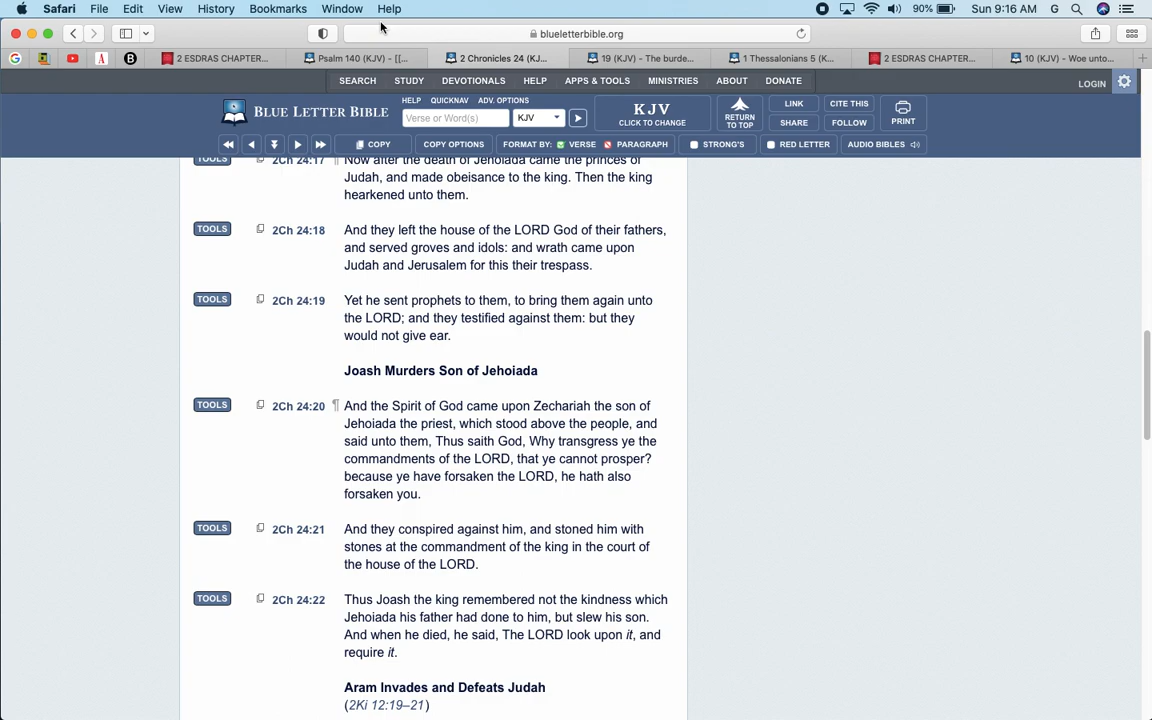 Safari File Edit View History Bookmarks Window Help 90% Sun 9:16 AM G
blueletterbible.org
G A B 2 ESDRAS CHAPTER... Psalm 140 (KJV) - [[... 2 Chronicles 24 (KJ... 19 (KJV) - The burde... 1 Thessalonians 5 (K... 2 ESDRAS CHAPTER... 10 (KJV) - Woe unto... +
SEARCH STUDY DEVOTIONALS HELP APPS & TOOLS MINISTRIES ABOUT DONATE LOGIN
HELP QUICKNAV ADV. OPTIONS
BLUE LETTER BIBLE
Verse or Word(s) KJV
KJV
CLICK TO CHANGE
RETURN
TO TOP
LINK CITE THIS
SHARE FOLLOW
PRINT
COPY COPY OPTIONS FORMAT BY: VERSE PARAGRAPH STRONG'S RED LETTER AUDIO BIBLES
TOOLS 2Ch 24:17 ¶ Now after the death of Jehoiada came the princes of
Judah, and made obeisance to the king. Then the king
hearkened unto them.
TOOLS 2Ch 24:18 And they left the house of the LORD God of their fathers,
and served groves and idols: and wrath came upon
Judah and Jerusalem for this their trespass.
TOOLS 2Ch 24:19 Yet he sent prophets to them, to bring them again unto
the LORD; and they testified against them: but they
would not give ear.
Joash Murders Son of Jehoiada
TOOLS 2Ch 24:20 ¶ And the Spirit of God came upon Zechariah the son of
Jehoiada the priest, which stood above the people, and
said unto them, Thus saith God, Why transgress ye the
commandments of the LORD, that ye cannot prosper?
because ye have forsaken the LORD, he hath also
forsaken you.
TOOLS 2Ch 24:21 And they conspired against him, and stoned him with
stones at the commandment of the king in the court of
the house of the LORD.
TOOLS 2Ch 24:22 Thus Joash the king remembered not the kindness which
Jehoiada his father had done to him, but slew his son.
And when he died, he said, The LORD look upon it, and
require it.
Aram Invades and Defeats Judah
(2Ki 12:19–21)